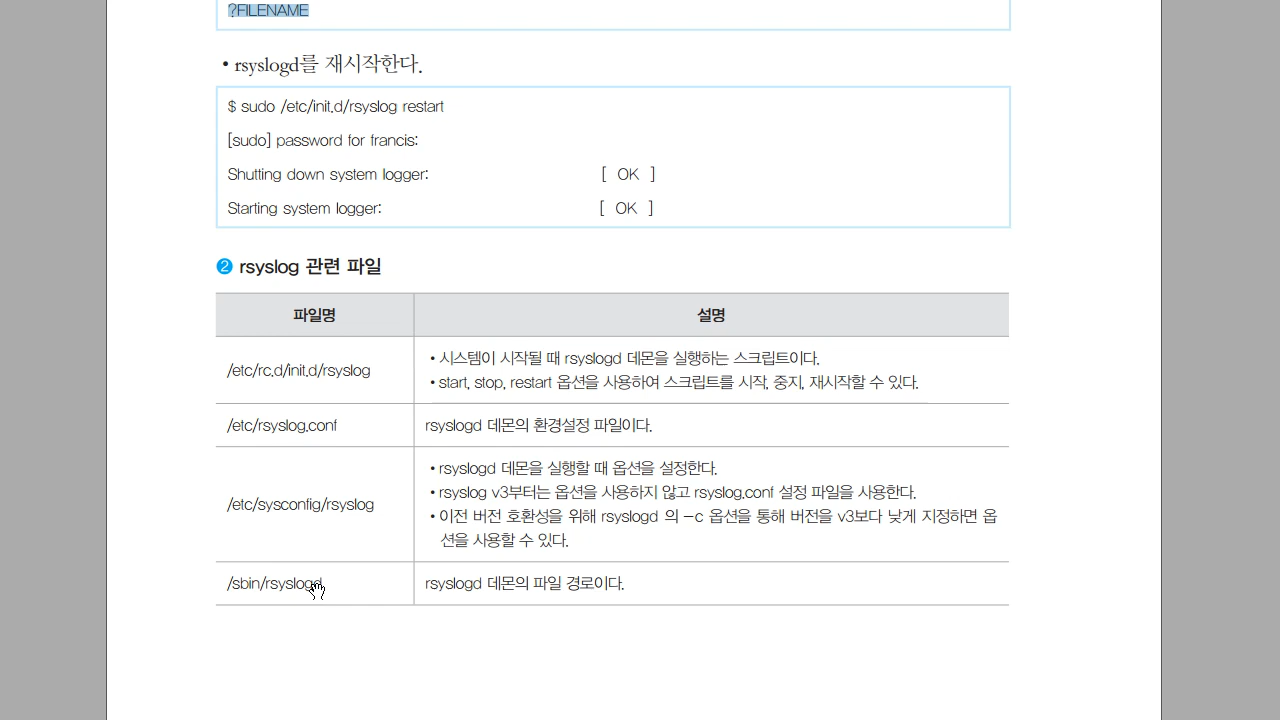 ?FILENAME
• rsyslogd를 재시작한다.
$ sudo /etc/init.d/rsyslog restart
[sudo] password for francis:
Shutting down system logger: [ OK ]
Starting system logger: [ OK ]
2 rsyslog 관련 파일
파일명 설명
/etc/rc.d/init.d/rsyslog
• 시스템이 시작될 때 rsyslogd 데몬을 실행하는 스크립트이다.
• start, stop, restart 옵션을 사용하여 스크립트를 시작, 중지, 재시작할 수 있다.
/etc/rsyslog.conf rsyslogd 데몬의 환경설정 파일이다.
/etc/sysconfig/rsyslog
• rsyslogd 데몬을 실행할 때 옵션을 설정한다.
• rsyslog v3부터는 옵션을 사용하지 않고 rsyslog.conf 설정 파일을 사용한다.
• 이전 버전 호환성을 위해 rsyslogd 의 –c 옵션을 통해 버전을 v3보다 낮게 지정하면 옵
션을 사용할 수 있다.
/sbin/rsyslogd rsyslogd 데몬의 파일 경로이다.